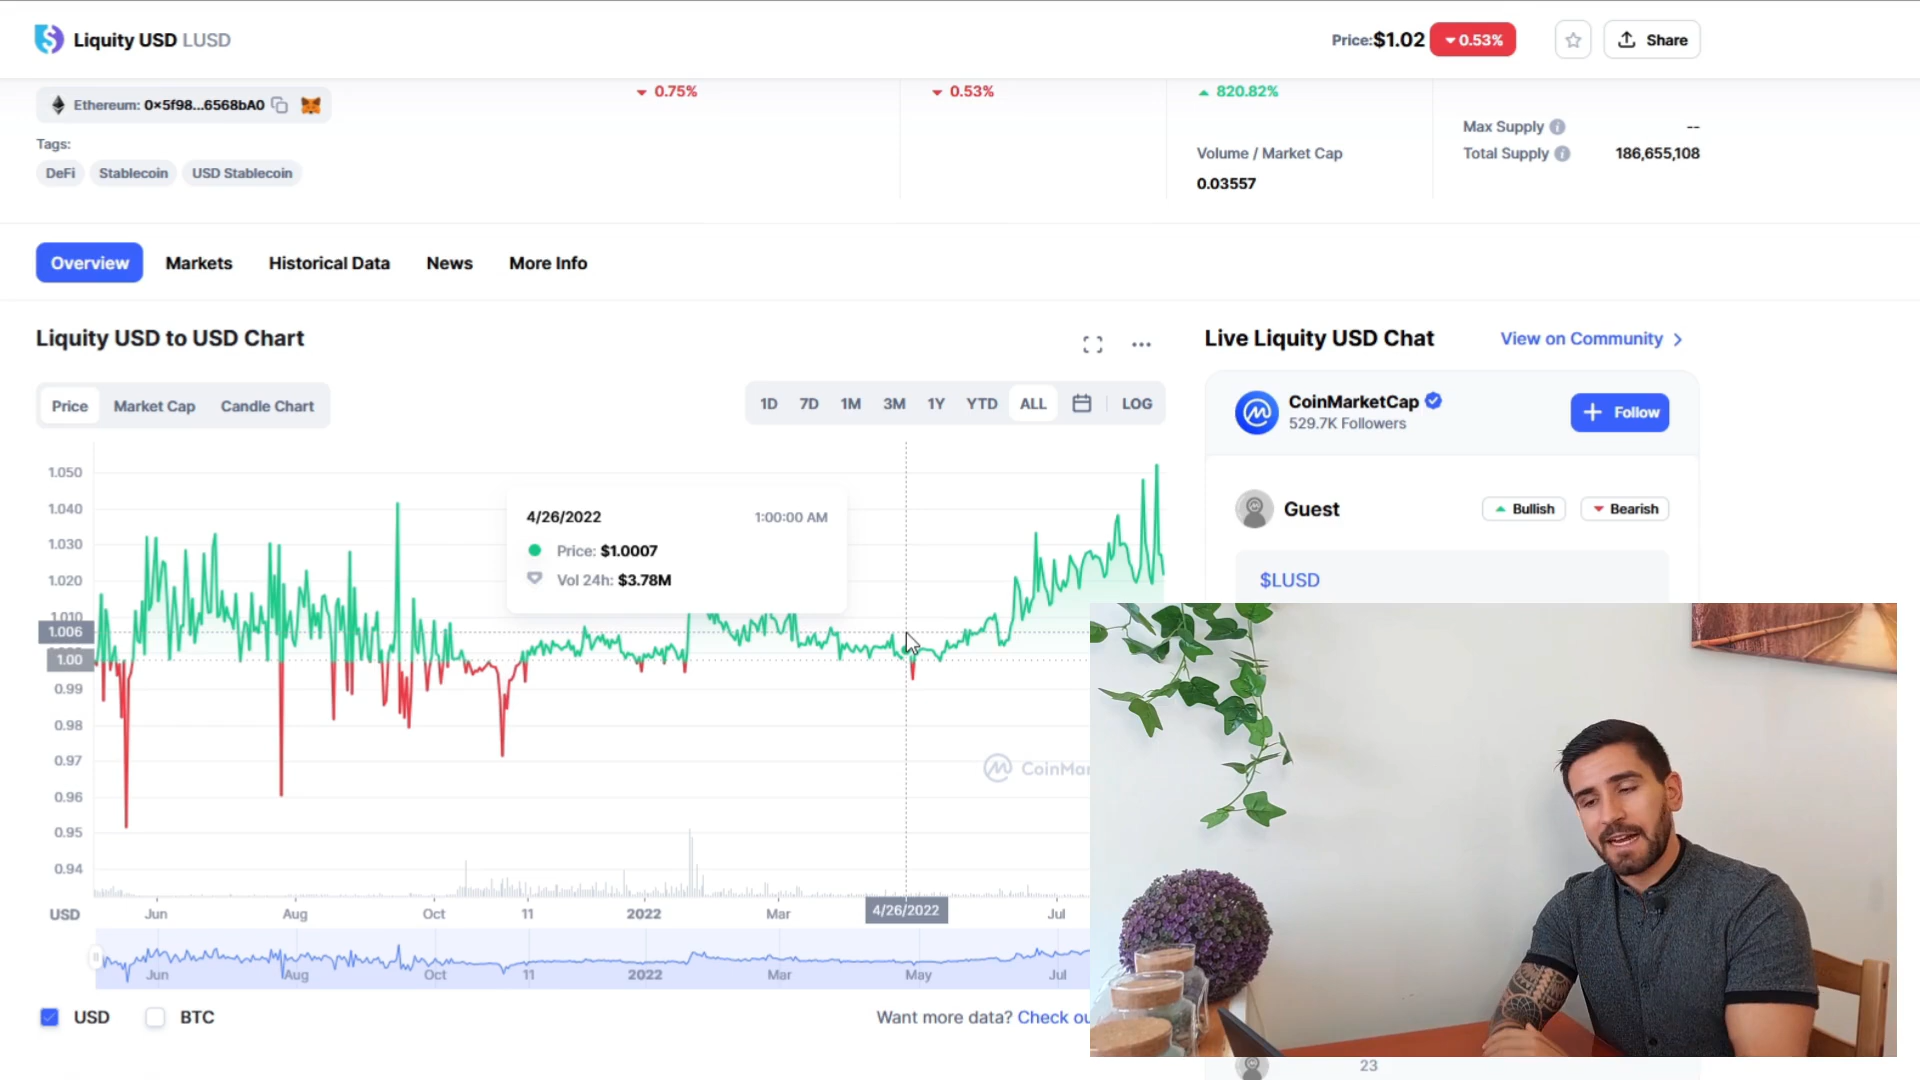 Liquity USD LUSD
Price:$1.02 0.53%
Share
Ethereum: 0x5f98...6568bA0
0.75%
0.53%
820.82%
Max Supply --
Total Supply 186,655,108
Tags:
DeFi Stablecoin USD Stablecoin
Volume / Market Cap
0.03557
Overview Markets Historical Data News More Info
Liquity USD to USD Chart
Live Liquity USD Chat
View on Community
Price Market Cap Candle Chart
1D 7D 1M 3M 1Y YTD ALL LOG
CoinMarketCap
529.7K Followers
Follow
Guest
Bullish Bearish
$LUSD
1.050
1.040
1.030
1.020
1.010
1.006
1.00
0.99
0.98
0.97
0.96
0.95
0.94
4/26/2022 1:00:00 AM
Price: $1.0007
Vol 24h: $3.78M
CoinMar
USD Jun Aug Oct 11 2022 Mar 4/26/2022 Jul
Jun Aug Oct 11 2022 Mar May Jul
USD BTC
Want more data? Check ou
23